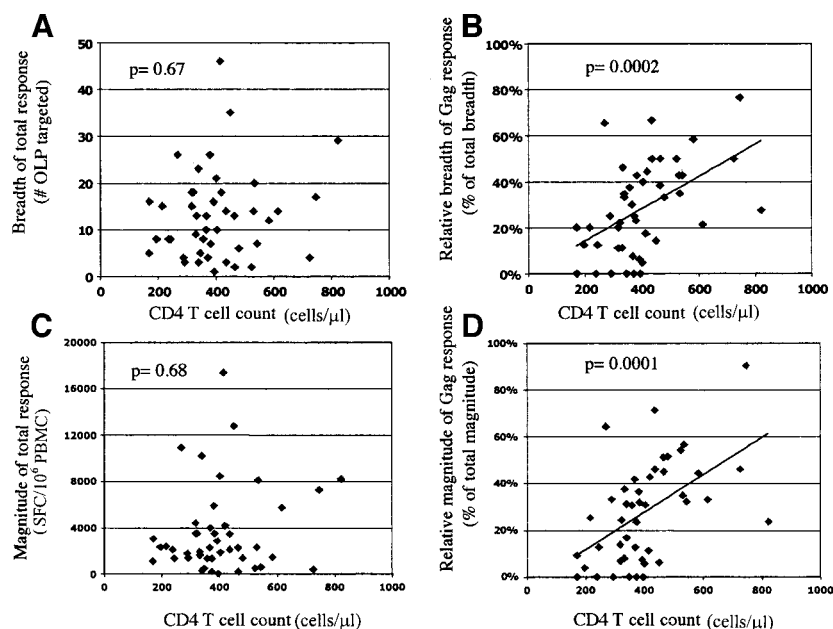 A
Breadth of total response
(# OLP targeted)
50
40
30
20
10
0
p= 0.67
0 200 400 600 800 1000
CD4 T cell count (cells/µl)
B
Relative breadth of Gag response
(% of total breadth)
100%
80%
60%
40%
20%
0%
p= 0.0002
0 200 400 600 800 1000
CD4 T cell count (cells/µl)
C
Magnitude of total response
(SFC/10⁶ PBMC)
20000
16000
12000
8000
4000
0
p= 0.68
0 200 400 600 800 1000
CD4 T cell count (cells/µl)
D
Relative magnitude of Gag response
(% of total magnitude)
100%
80%
60%
40%
20%
0%
p= 0.0001
0 200 400 600 800 1000
CD4 T cell count (cells/µl)